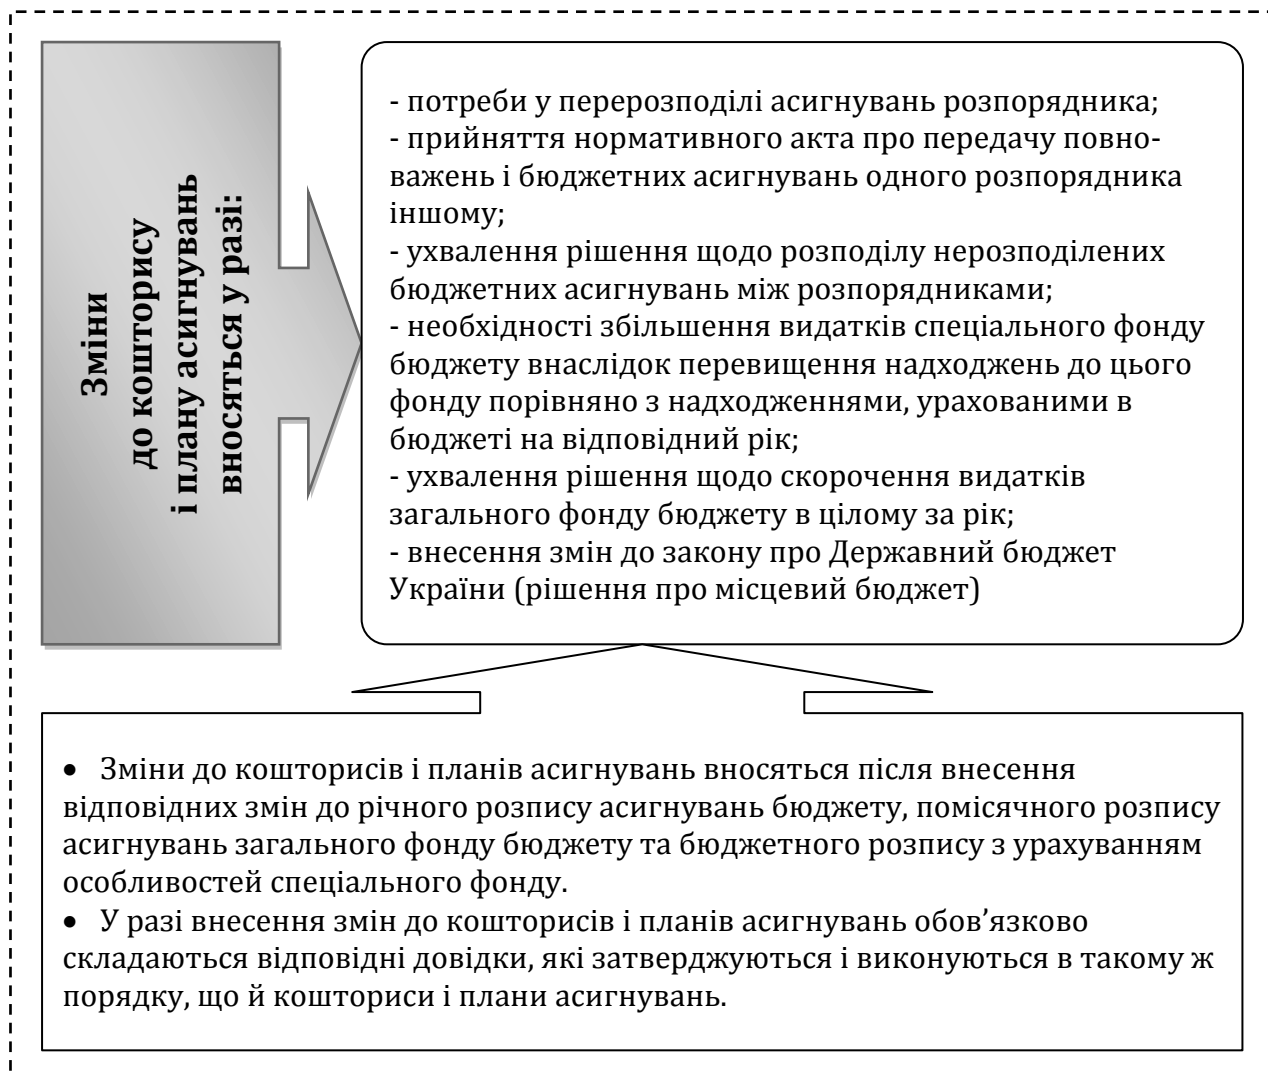 Зміни
до кошторису
і плану асигнувань
вносяться у разі:
- потреби у перерозподілі асигнувань розпорядника;
- прийняття нормативного акта про передачу повно-
важень і бюджетних асигнувань одного розпорядника
іншому;
- ухвалення рішення щодо розподілу нерозподілених
бюджетних асигнувань між розпорядниками;
- необхідності збільшення видатків спеціального фонду
бюджету внаслідок перевищення надходжень до цього
фонду порівняно з надходженнями, урахованими в
бюджеті на відповідний рік;
- ухвалення рішення щодо скорочення видатків
загального фонду бюджету в цілому за рік;
- внесення змін до закону про Державний бюджет
України (рішення про місцевий бюджет)
• Зміни до кошторисів і планів асигнувань вносяться після внесення
відповідних змін до річного розпису асигнувань бюджету, помісячного розпису
асигнувань загального фонду бюджету та бюджетного розпису з урахуванням
особливостей спеціального фонду.
• У разі внесення змін до кошторисів і планів асигнувань обов’язково
складаються відповідні довідки, які затверджуються і виконуються в такому ж
порядку, що й кошториси і плани асигнувань.